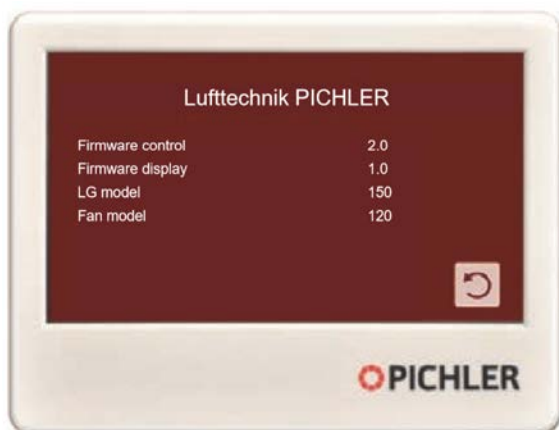 Lufttechnik PICHLER
Firmware control 2.0
Firmware display 1.0
LG model 150
Fan model 120
PICHLER